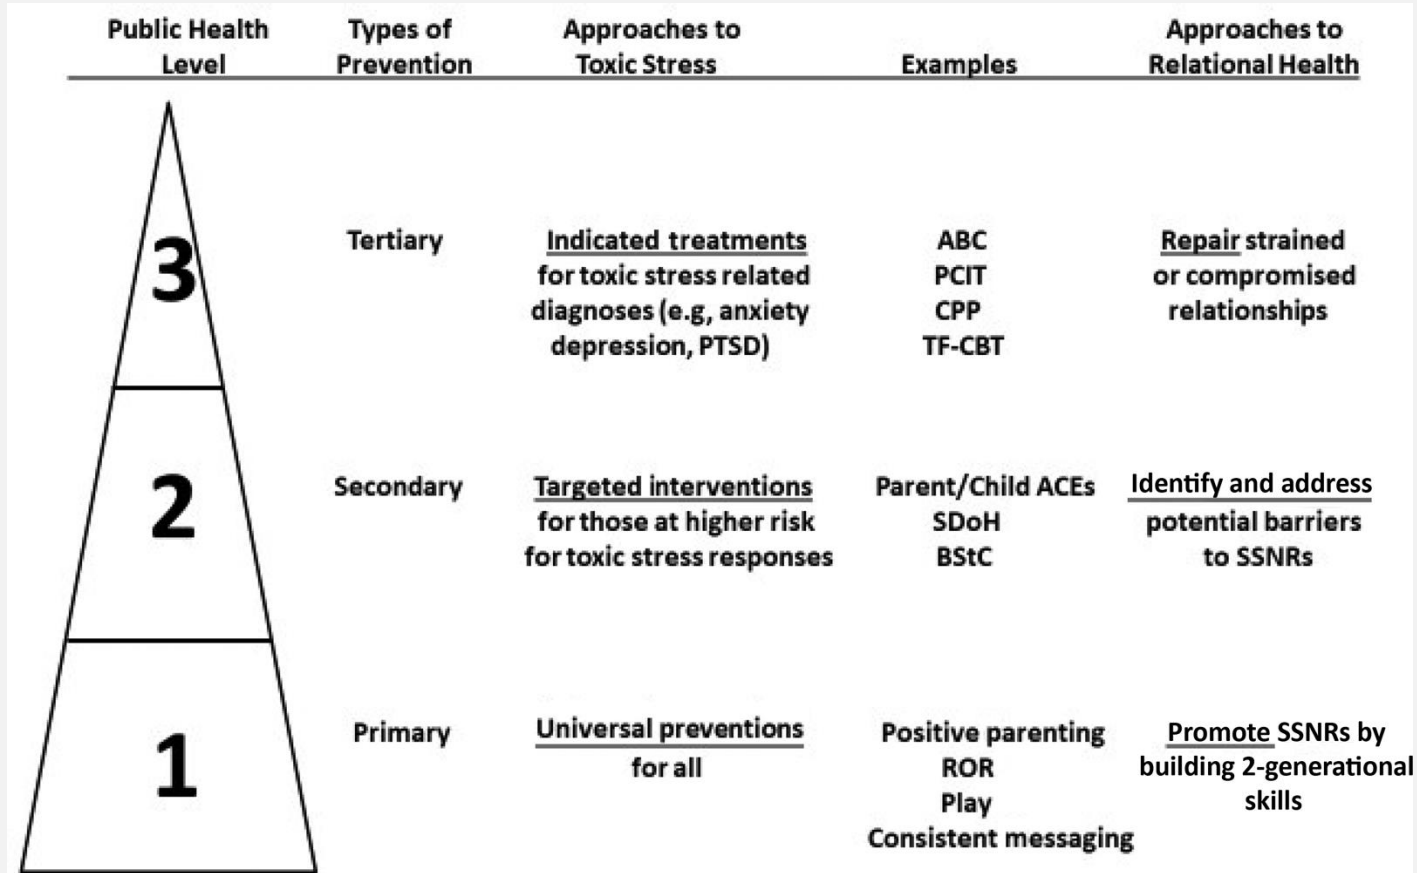 Public Health Level
Types of Prevention
Approaches to Toxic Stress
Examples
Approaches to Relational Health
3
Tertiary
Indicated treatments
for toxic stress related
diagnoses (e.g, anxiety
depression, PTSD)
ABC
PCIT
CPP
TF-CBT
Repair strained
or compromised
relationships
2
Secondary
Targeted interventions
for those at higher risk
for toxic stress responses
Parent/Child ACEs
SDoH
BStC
Identify and address
potential barriers
to SSNRs
1
Primary
Universal preventions
for all
Positive parenting
ROR
Play
Consistent messaging
Promote SSNRs by
building 2-generational
skills